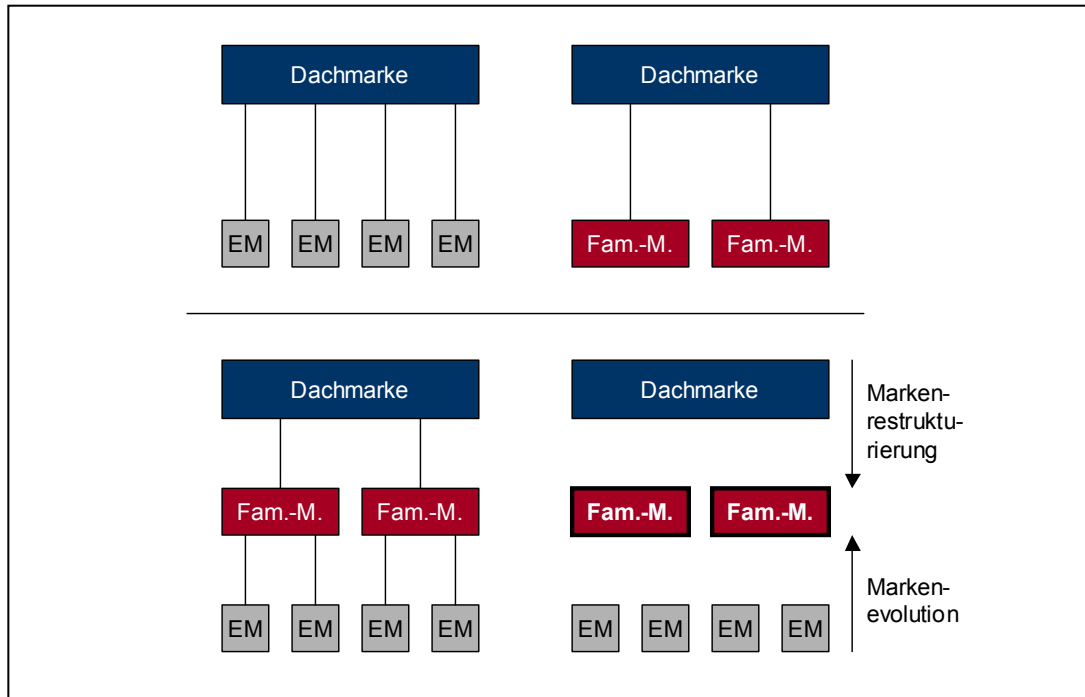 Dachmarke
Dachmarke
EM EM EM EM
Fam.-M. Fam.-M.
Dachmarke
Dachmarke
Marken-
restruktu-
rierung
Fam.-M. Fam.-M.
Fam.-M. Fam.-M.
EM EM EM EM
EM EM EM EM
Marken-
evolution